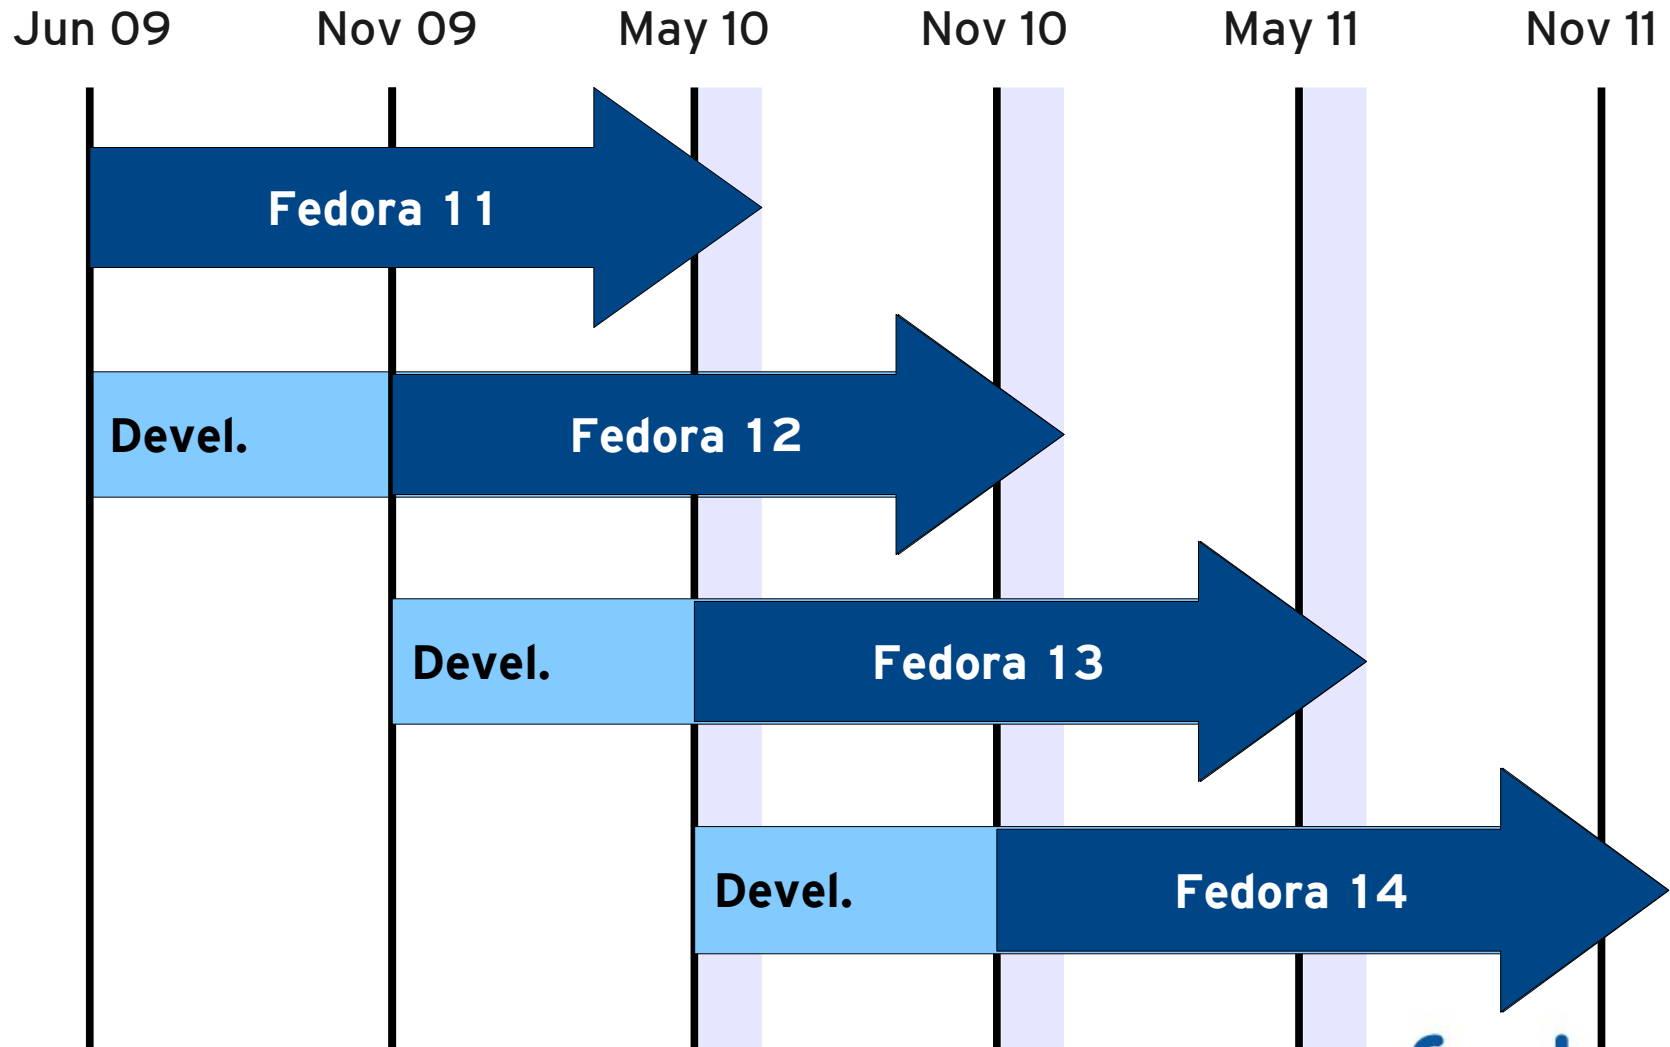 Jun 09 Nov 09 May 10 Nov 10 May 11 Nov 11
Fedora 11
Devel. Fedora 12
Devel. Fedora 13
Devel. Fedora 14